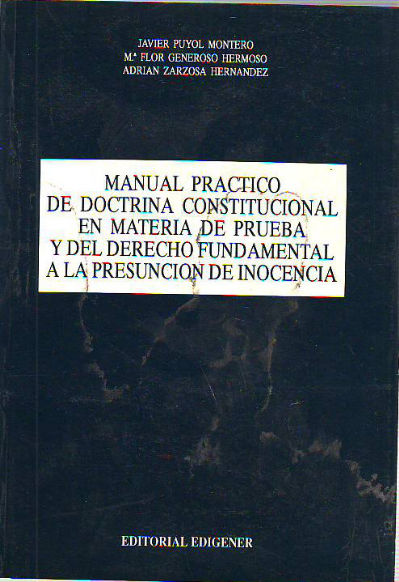 JAVIER PUYOL MONTERO
M.ª FLOR GENEROSO HERMOSO
ADRIAN ZARZOSA HERNANDEZ
MANUAL PRACTICO
DE DOCTRINA CONSTITUCIONAL
EN MATERIA DE PRUEBA
Y DEL DERECHO FUNDAMENTAL
A LA PRESUNCION DE INOCENCIA
EDITORIAL EDIGENER